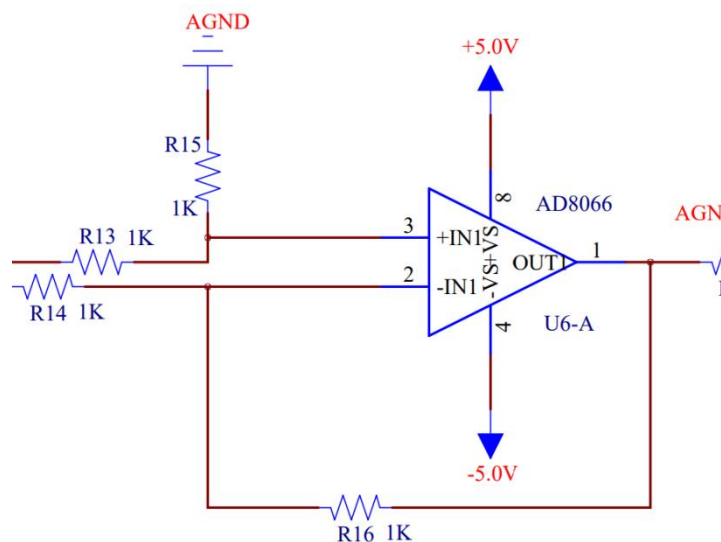 AGND
+5.0V
R15
1K
8
AD8066
R13 1K
3
+IN1
+VS
AGN
OUT1
1
2
-IN1
-VS
R14 1K
4
U6-A
-5.0V
R16 1K